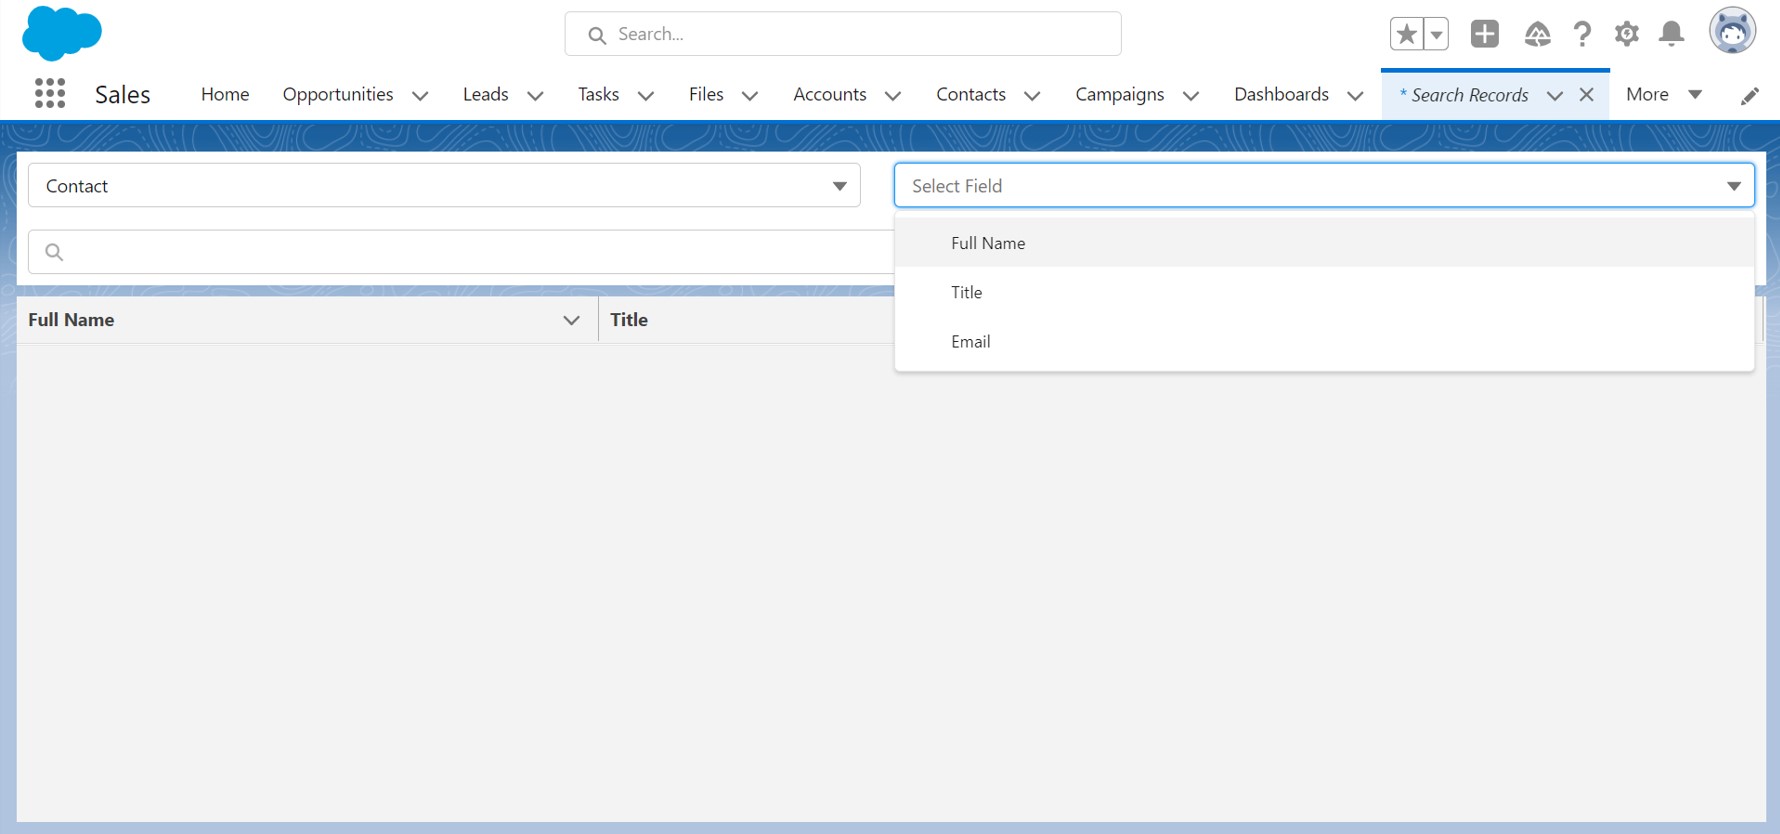 Search...
Sales Home Opportunities Leads Tasks Files Accounts Contacts Campaigns Dashboards * Search Records More
Contact Select Field
Full Name
Title
Email
Full Name Title